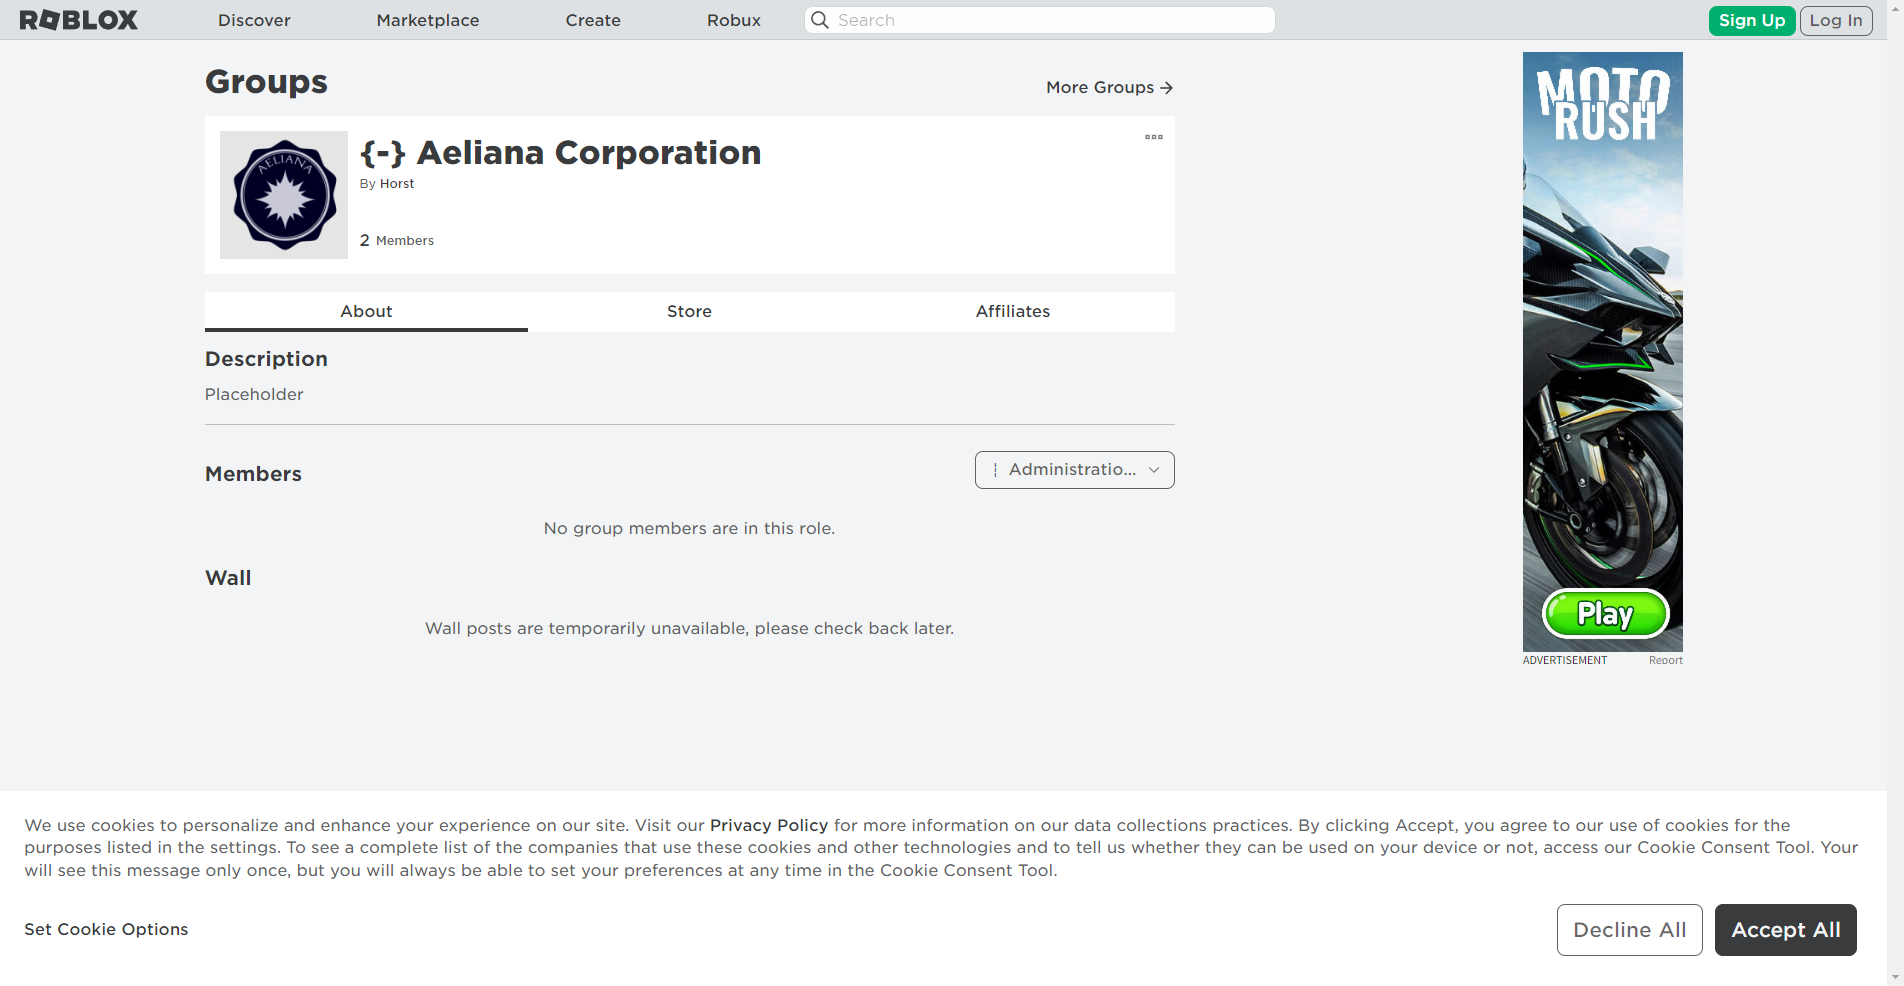 ROBLOX
Discover
Marketplace
Create
Robux
Search
Sign Up
Log In
Groups
More Groups
AELIANA
{-} Aeliana Corporation
By Horst
2 Members
About
Store
Affiliates
Description
Placeholder
Members
¦ Administratio...
No group members are in this role.
Wall
Wall posts are temporarily unavailable, please check back later.
MOTO
RUSH
Play
ADVERTISEMENT
Report
We use cookies to personalize and enhance your experience on our site. Visit our Privacy Policy for more information on our data collections practices. By clicking Accept, you agree to our use of cookies for the
purposes listed in the settings. To see a complete list of the companies that use these cookies and other technologies and to tell us whether they can be used on your device or not, access our Cookie Consent Tool. Your
will see this message only once, but you will always be able to set your preferences at any time in the Cookie Consent Tool.
Set Cookie Options
Decline All
Accept All